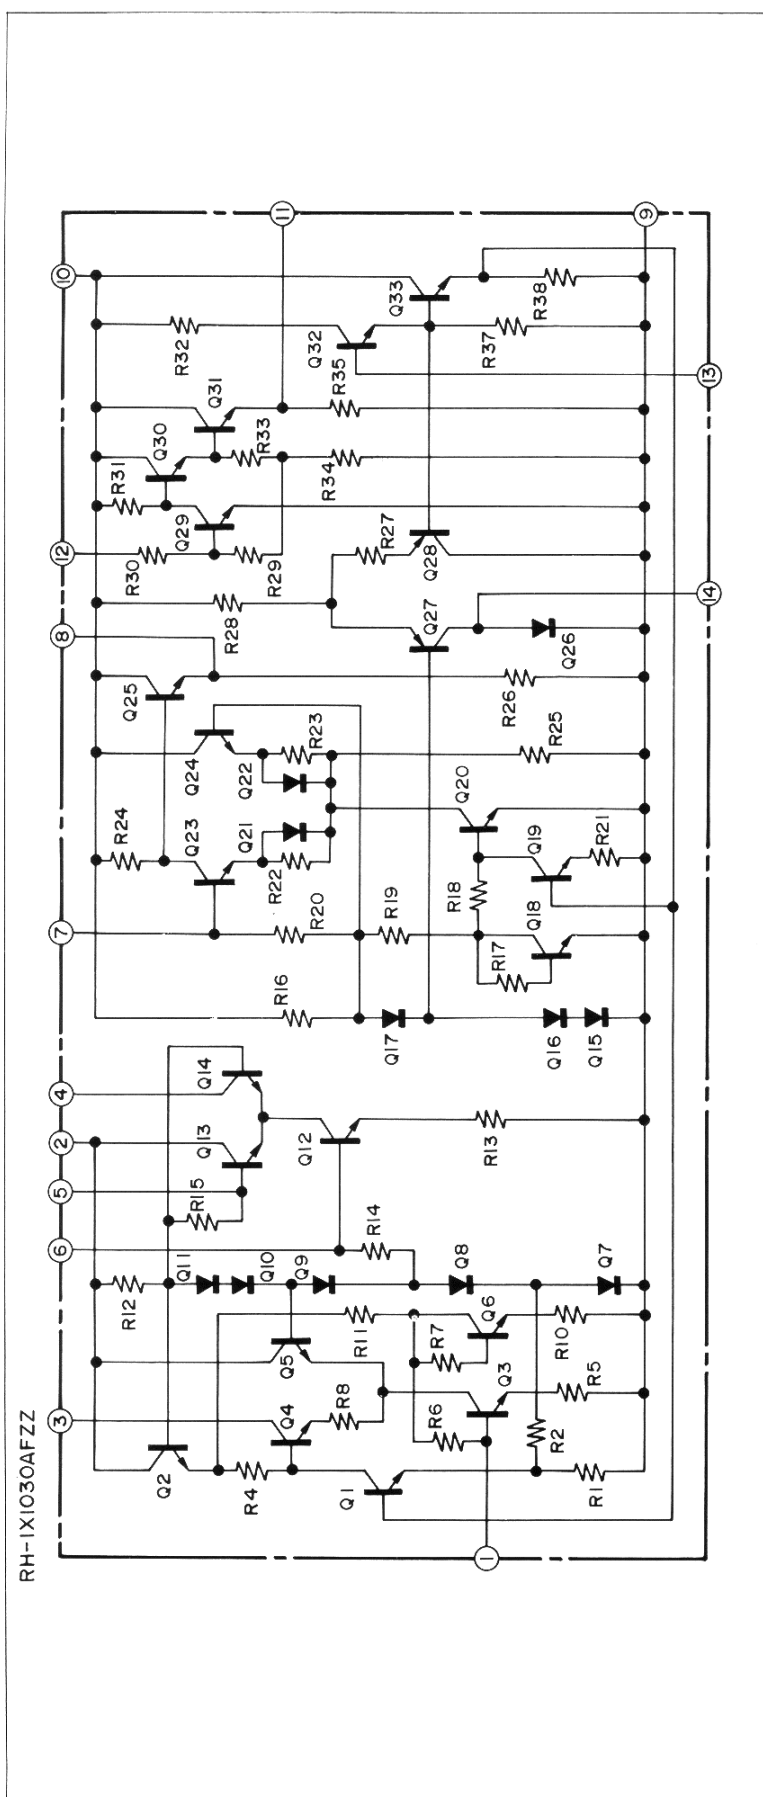 RH-IX1030AFZZ
3
6
5
2
4
7
8
12
10
R12
R24
Q25
R30
R31
Q2
Q11
R15
Q13
Q14
Q23
Q24
Q29
Q30
R32
R4
Q10
Q21
Q22
R28
R33
Q31
Q4
Q5
Q9
Q12
R16
R22
R20
R23
R29
R34
Q32
11
Q1
R8
R11
R14
Q17
R19
R27
R35
Q33
R6
R7
Q8
R18
Q20
Q27
Q28
1
Q3
Q6
R13
R17
R26
R37
R2
R10
Q16
Q18
Q19
R25
Q26
R38
R1
R5
Q7
Q15
R21
9
14
13